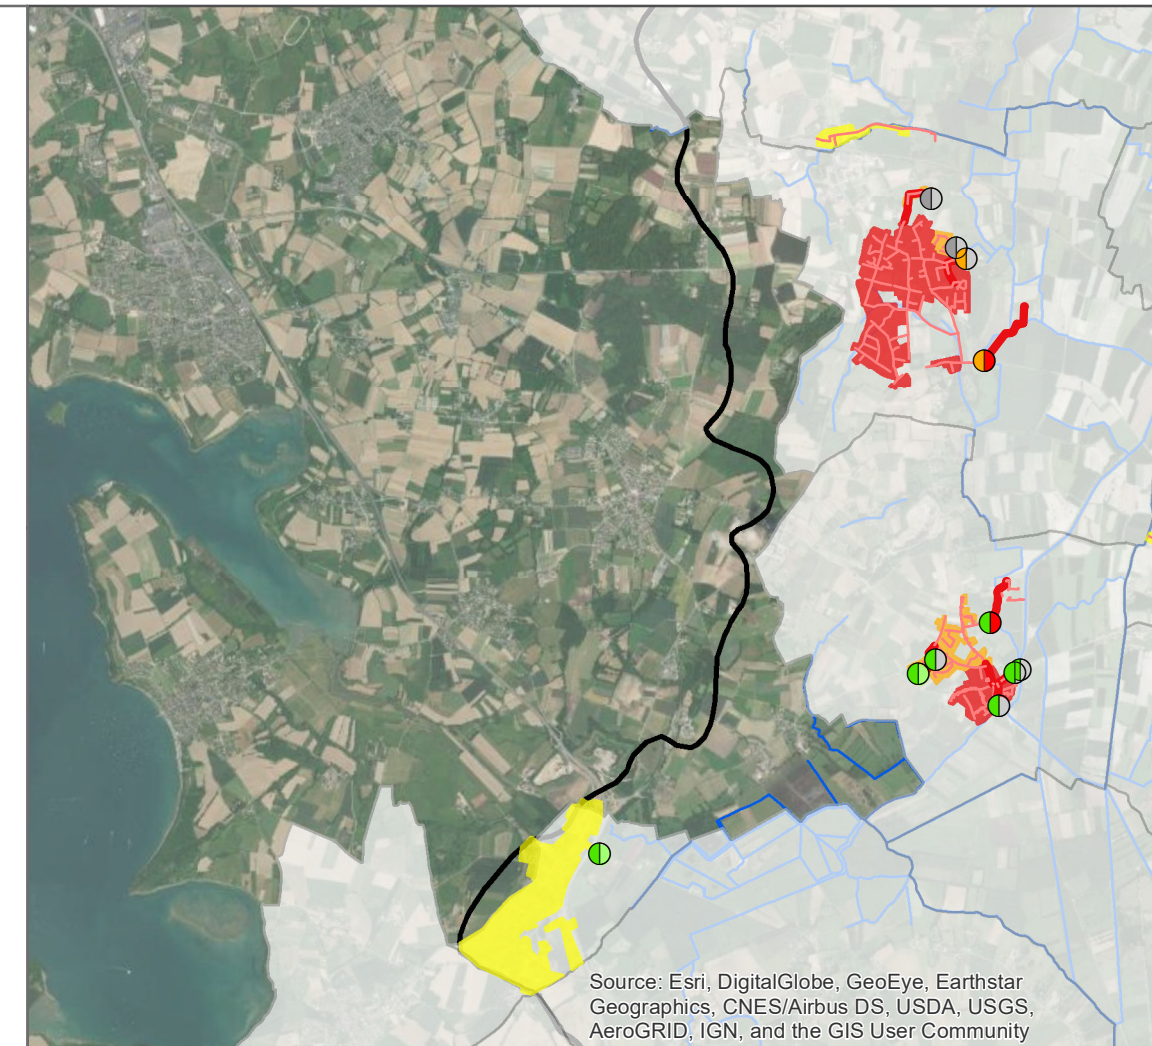 Source: Esri, DigitalGlobe, GeoEye, Earthstar
Geographics, CNES/Airbus DS, USDA, USGS,
AeroGRID, IGN, and the GIS User Community